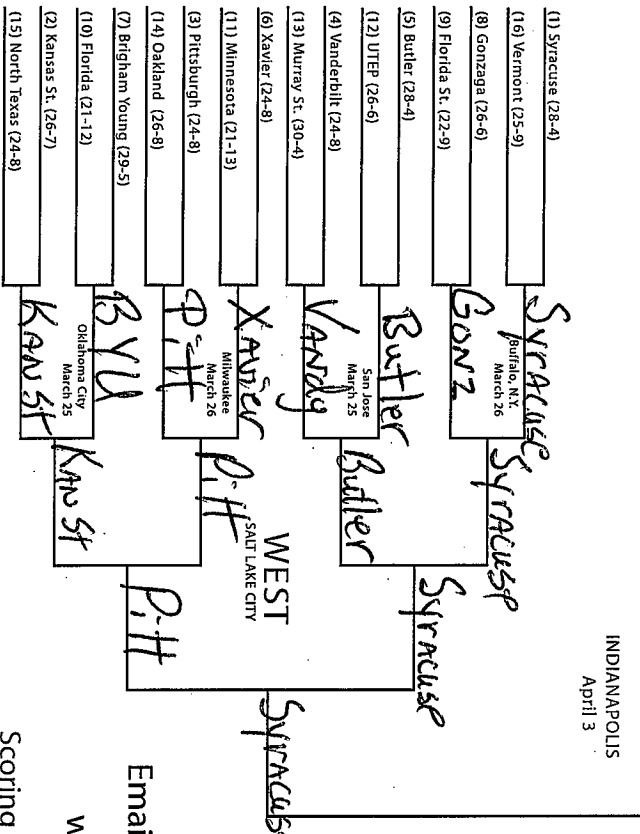 (1) Syracuse (28-4)
(16) Vermont (25-9)
(8) Gonzaga (26-6)
(9) Florida St. (22-9)
(5) Butler (28-4)
(12) UTEP (26-6)
(4) Vanderbilt (24-8)
(13) Murray St. (30-4)
(6) Xavier (24-8)
(11) Minnesota (21-13)
(3) Pittsburgh (24-8)
(14) Oakland (26-8)
(7) Brigham Young (29-5)
(10) Florida (21-12)
(2) Kansas St. (26-7)
(15) North Texas (24-8)
Syracuse
Buffalo, N.Y.
March 26
Gonz
Butler
San Jose
March 25
Vandy
Xavier
Milwaukee
March 26
Pitt
BYU
Oklahoma City
March 25
KAN St
Syracuse
Butler
Pitt
KAN St
WEST
SALT LAKE CITY
Syracuse
Pitt
Syracus
INDIANAPOLIS
April 3
Emai
w
Scoring